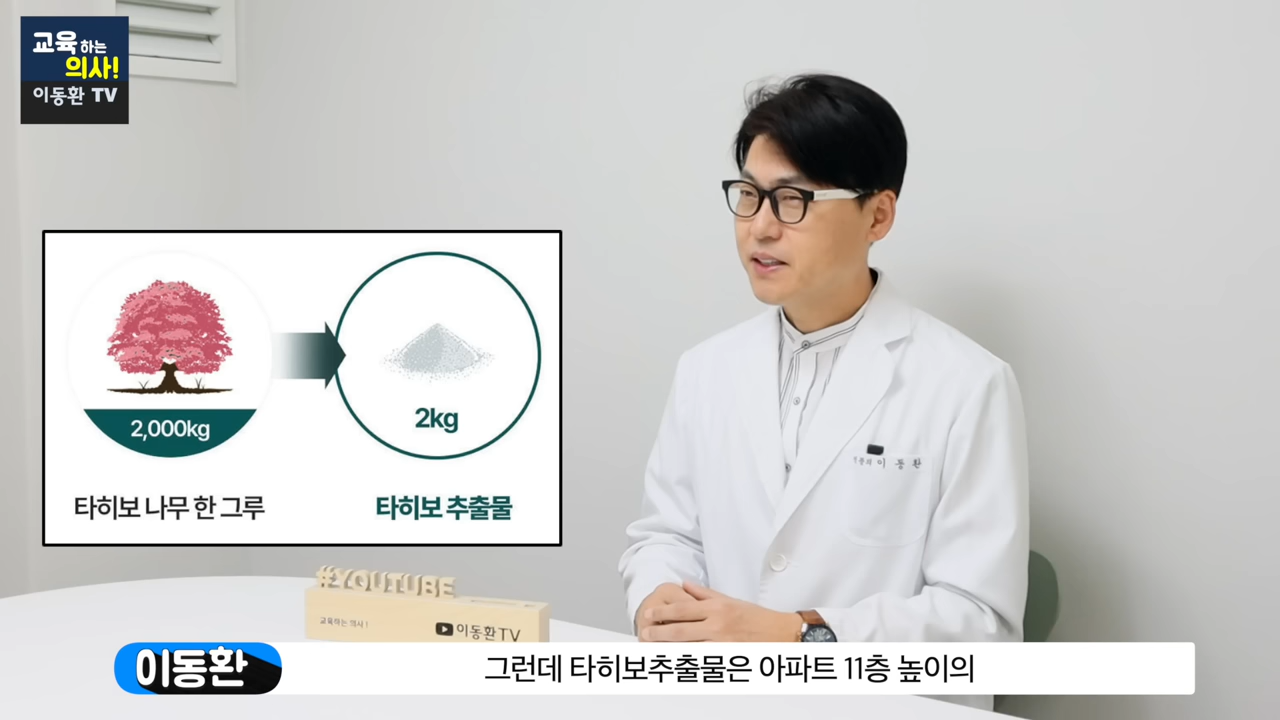 교육하는
의사!
이동환 TV
2,000kg
2kg
타히보 나무 한 그루
타히보 추출물
이동환
#YOUTUBE
교육하는 의사!
이동환TV
이동환
그런데 타히보추출물은 아파트 11층 높이의